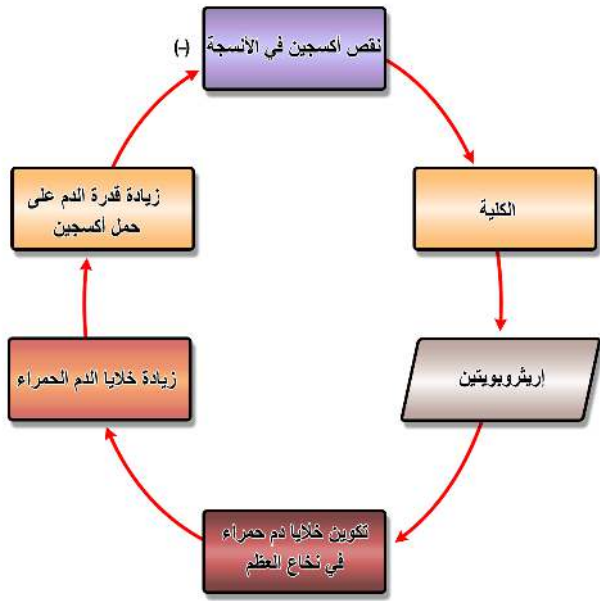 نقص أكسجين في الأنسجة
(-)
الكلية
إريثروبويتين
تكوين خلايا دم حمراء
في نخاع العظم
زيادة خلايا الدم الحمراء
زيادة قدرة الدم على
حمل أكسجين